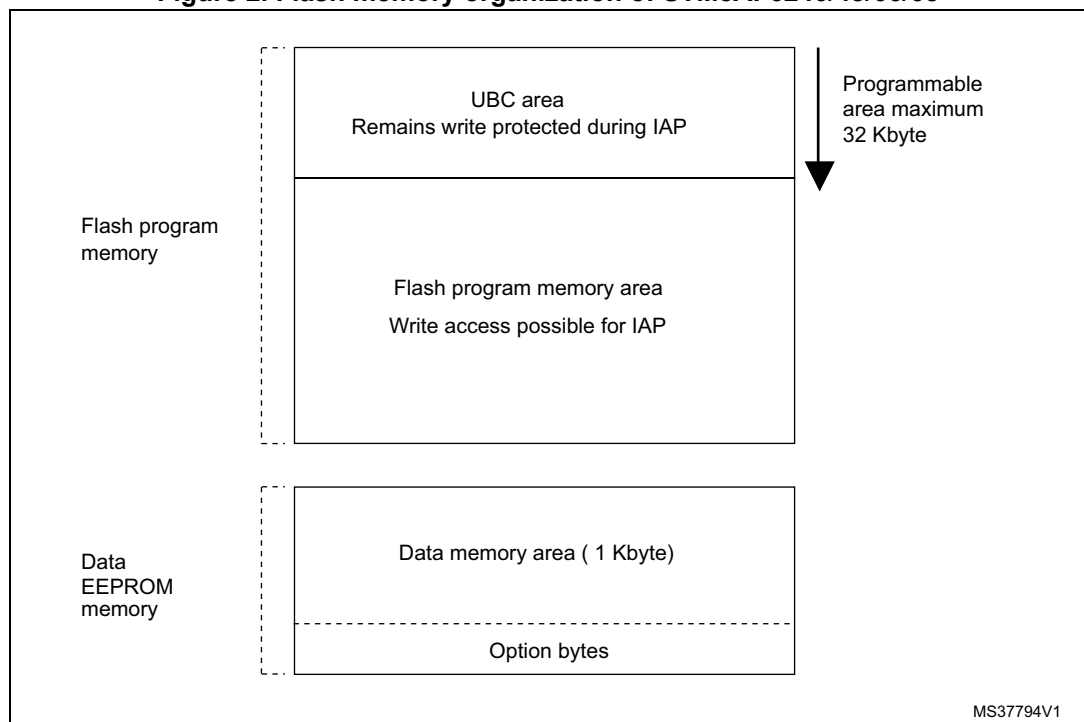 UBC area
Remains write protected during IAP
Programmable
area maximum
32 Kbyte
Flash program
memory
Flash program memory area
Write access possible for IAP
Data
EEPROM
memory
Data memory area ( 1 Kbyte)
Option bytes
MS37794V1